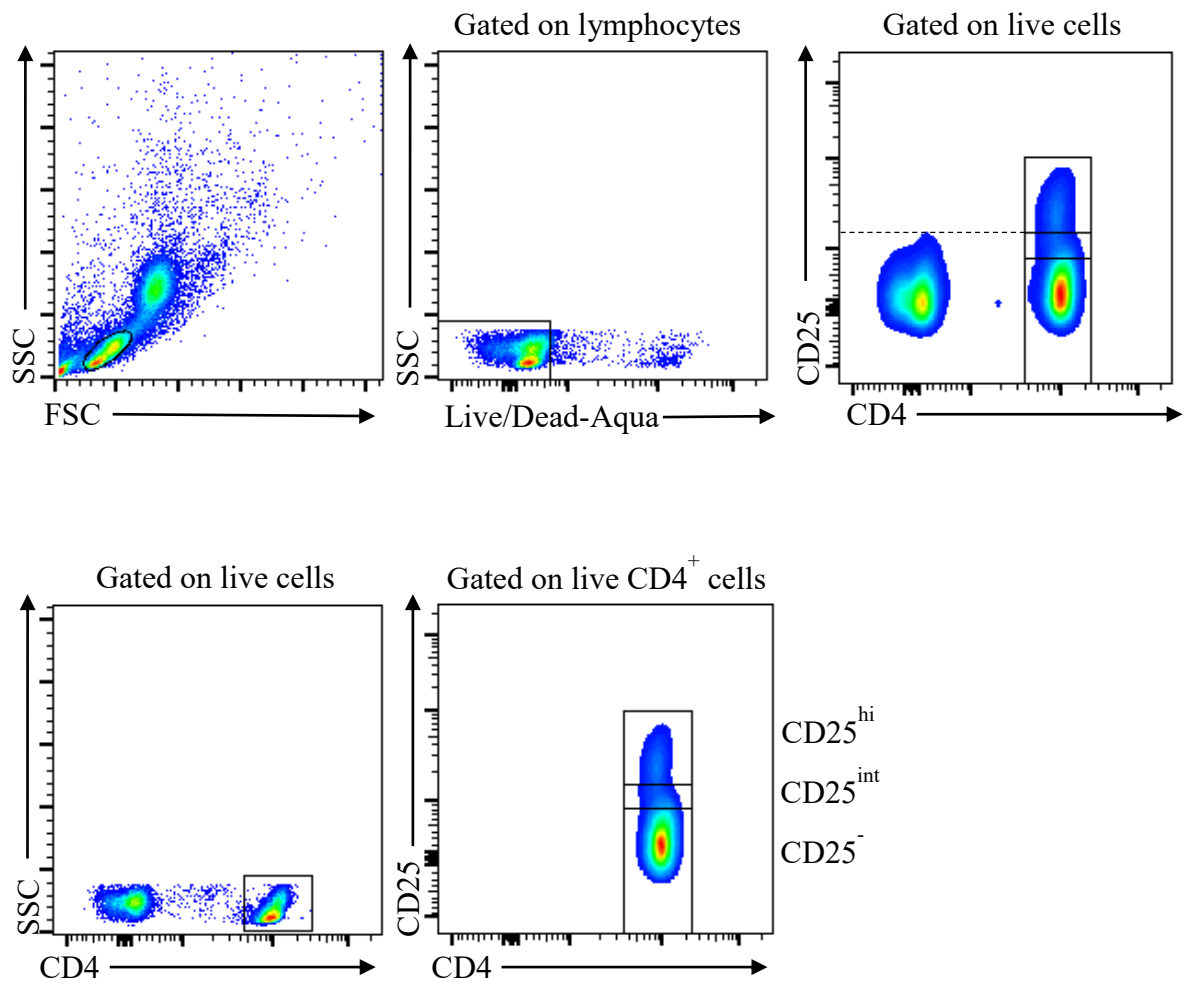 Gated on lymphocytes
Gated on live cells
SSC
FSC
SSC
Live/Dead-Aqua
CD25
CD4
Gated on live cells
Gated on live CD4⁺ cells
SSC
CD4
CD25
CD4
CD25ʰⁱ
CD25ⁱⁿᵗ
CD25⁻